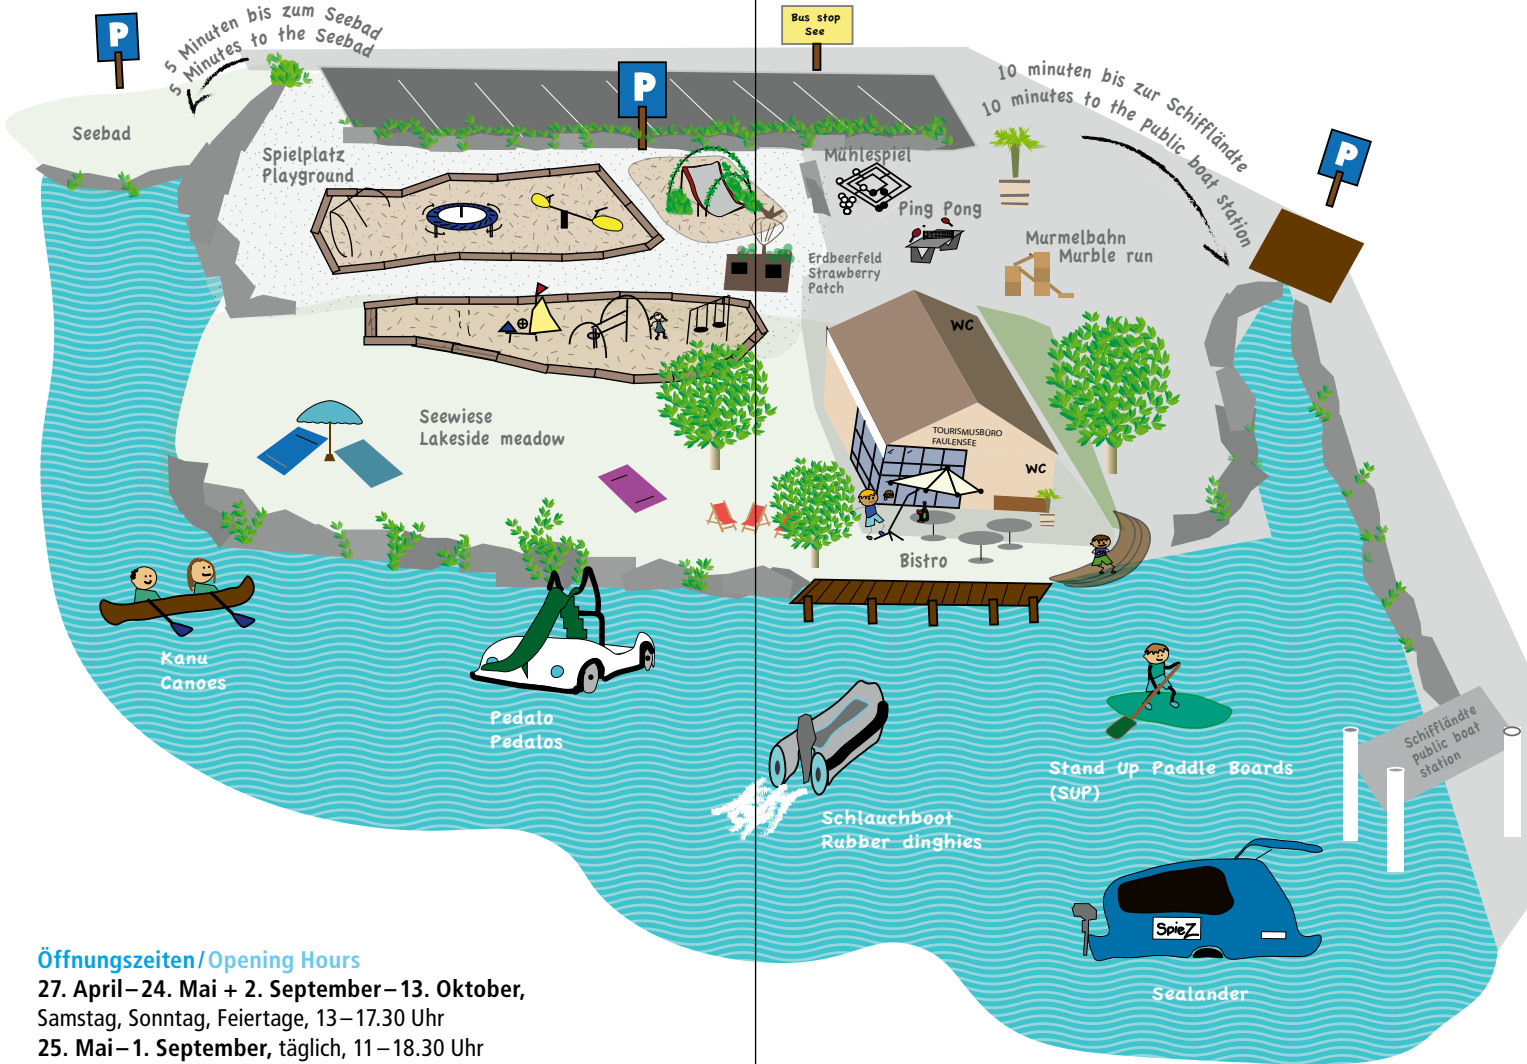 P
5 Minuten bis zum Seebad
5 Minutes to the Seebad
Bus stop
See
P
10 minuten bis zur Schiffländte
10 minutes to the public boat station
P
Seebad
Spielplatz
Playground
Mühlespiel
Ping Pong
Murmelbahn
Murble run
Erdbeerfeld
Strawberry
Patch
WC
Seewiese
Lakeside meadow
TOURISMUSBÜRO
FAULENSEE
WC
Bistro
Kanu
Canoes
Pedalo
Pedalos
Schlauchboot
Rubber dinghies
Stand Up Paddle Boards
(SUP)
Schiffländte
Public boat
station
SpieZ
Sealander
Öffnungszeiten/Opening Hours
27. April–24. Mai + 2. September–13. Oktober,
Samstag, Sonntag, Feiertage, 13–17.30 Uhr
25. Mai–1. September, täglich, 11–18.30 Uhr